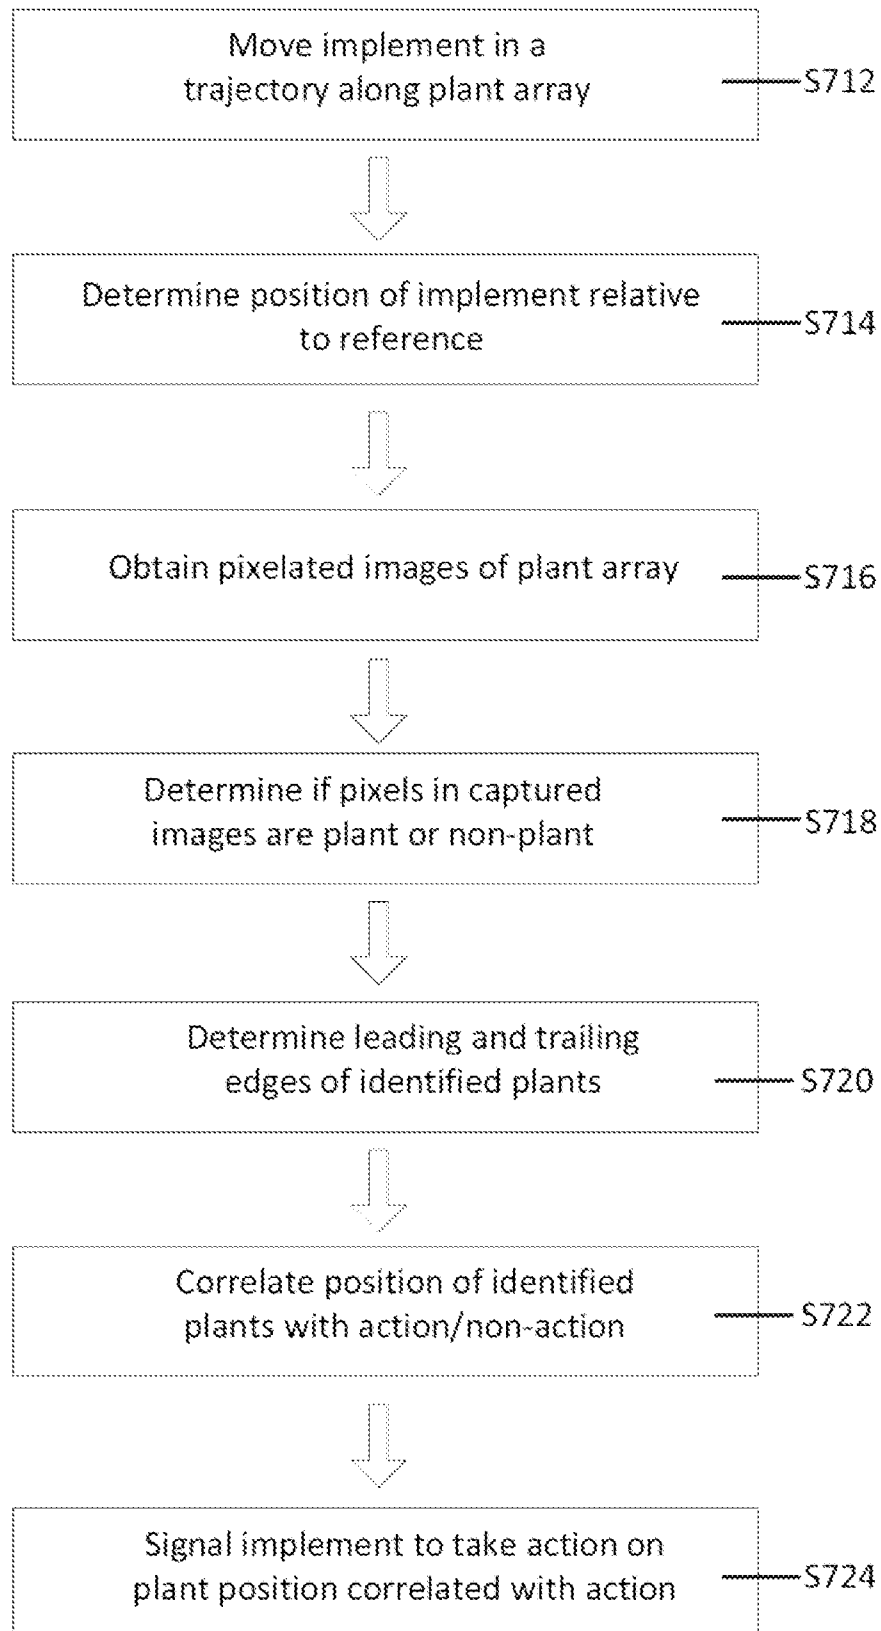 Move implement in a
trajectory along plant array
S712
Determine position of implement relative
to reference
S714
Obtain pixelated images of plant array
S716
Determine if pixels in captured
images are plant or non-plant
S718
Determine leading and trailing
edges of identified plants
S720
Correlate position of identified
plants with action/non-action
S722
Signal implement to take action on
plant position correlated with action
S724